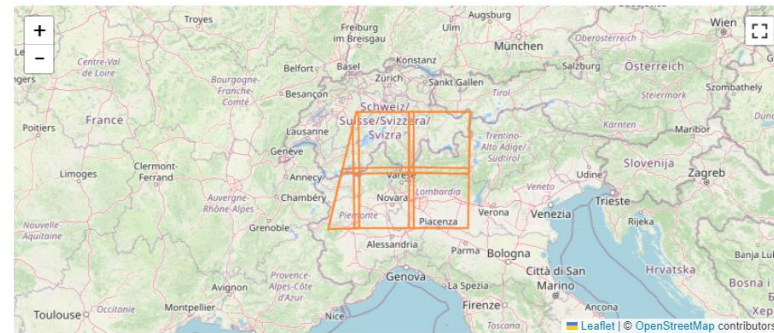 +
−
Troyes
Freiburg
im Breisgau
Ulm
Augsburg
München
Wien
Oberösterreich
Centre-Val
de Loire
Bourgogne-
Franche-
Comté
Belfort
Basel
Konstanz
Zürich
Sankt Gallen
Salzburg
Österreich
Szombathely
Besançon
Schweiz/
Suisse/Svizzera/
Svizra
Tirol
Steiermark
Poitiers
France
Lausanne
Genève
Trentino-
Alto Adige/
Südtirol
Kärnten
Maribor
Limoges
Clermont-
Ferrand
Annecy
Chambéry
Auvergne-
Rhône-Alpes
Varese
Lombardia
Novara
Piemonte
Piacenza
Verona
Veneto
Venezia
Udine
Trieste
Slovenija
Zagreb
Rijeka
Nouvelle
Aquitaine
Grenoble
Alessandria
Parma
Bologna
Genova
La Spezia
Città di San
Marino
Hrvatska
Banja Lu
Bosna i
Avignon
Provence-
Alpes-Côte
d'Azur
Toulouse
Occitanie
Montpellier
Nice
Firenze
Toscana
Ancona
Leaflet | © OpenStreetMap contributors